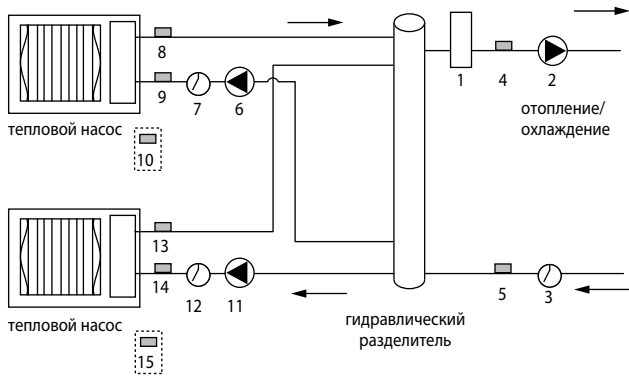 8
9
7
6
1
4
2
тепловой насос
10
отопление/
охлаждение
13
14
12
11
5
3
тепловой насос
15
гидравлический
разделитель